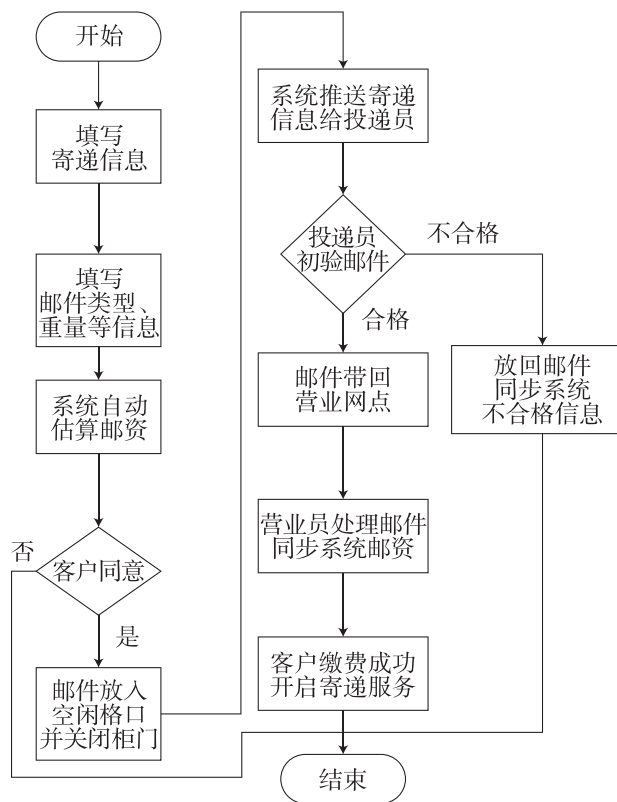 开始
填写
寄递信息
填写
邮件类型、
重量等信息
系统自动
估算邮资
客户同意
否
是
邮件放入
空闲格口
并关闭柜门
系统推送寄递
信息给投递员
投递员
初验邮件
不合格
合格
放回邮件
同步系统
不合格信息
邮件带回
营业网点
营业员处理邮件
同步系统邮资
客户缴费成功
开启寄递服务
结束